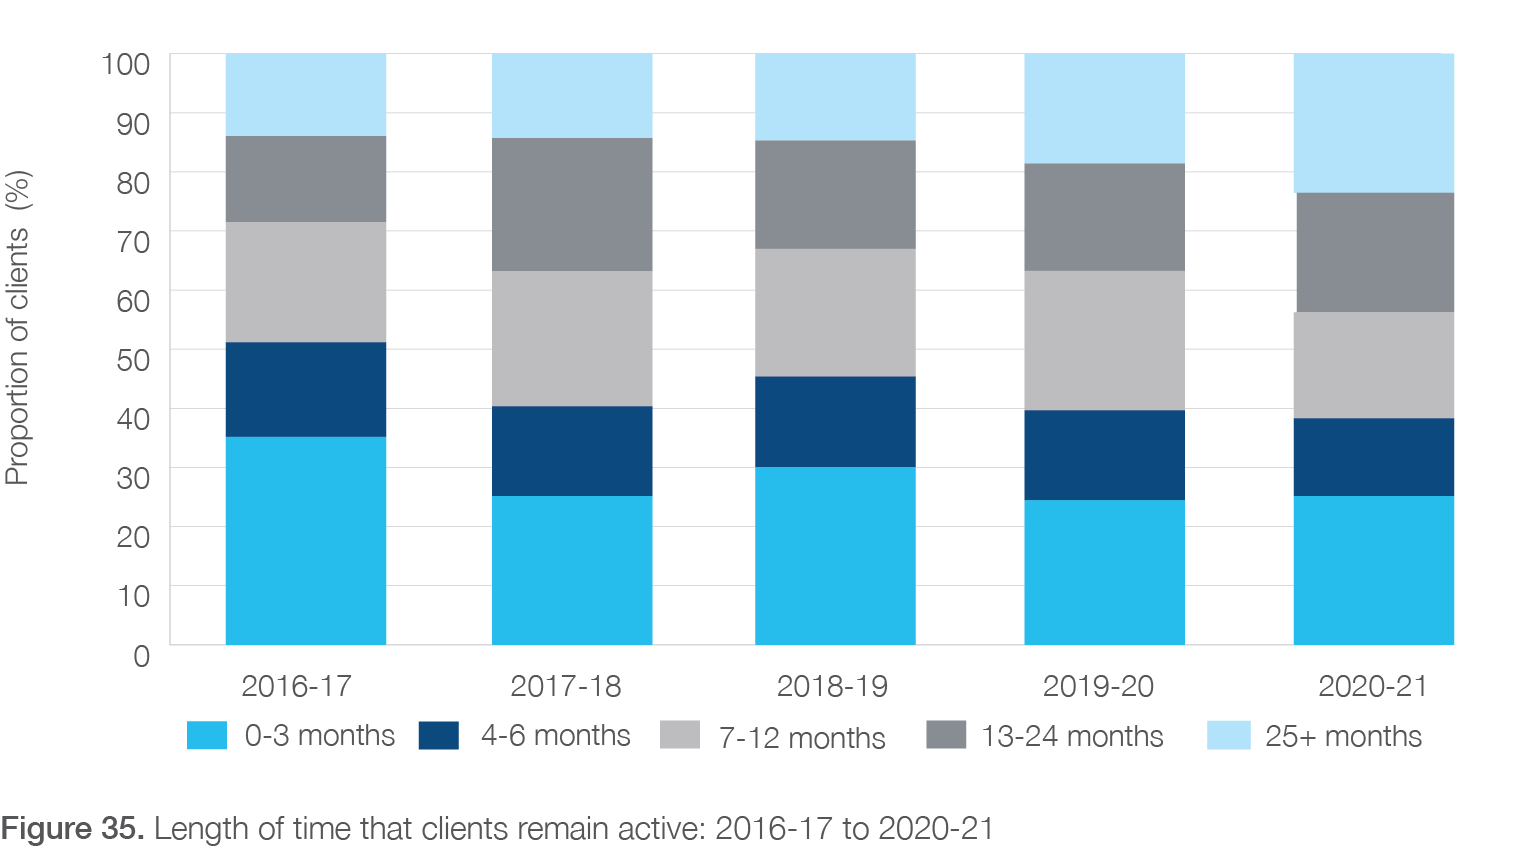 Proportion of clients (%)
100
90
80
70
60
50
40
30
20
10
0
2016-17 2017-18 2018-19 2019-20 2020-21
0-3 months 4-6 months 7-12 months 13-24 months 25+ months
Figure 35. Length of time that clients remain active: 2016-17 to 2020-21